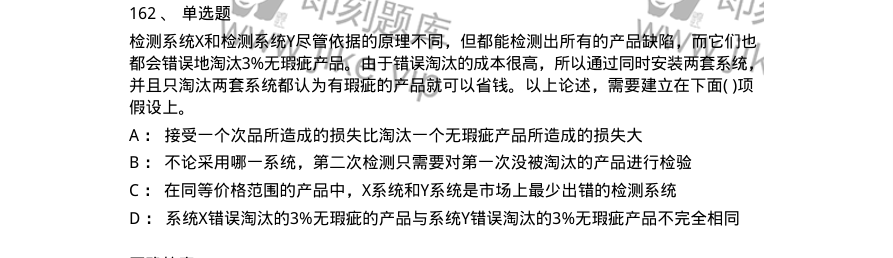 162 、 单选题
检测系统X和检测系统Y尽管依据的原理不同，但都能检测出所有的产品缺陷，而它们也
都会错误地淘汰3%无瑕疵产品。由于错误淘汰的成本很高，所以通过同时安装两套系统，
并且只淘汰两套系统都认为有瑕疵的产品就可以省钱。以上论述，需要建立在下面( )项
假设上。
A ： 接受一个次品所造成的损失比淘汰一个无瑕疵产品所造成的损失大
B ： 不论采用哪一系统，第二次检测只需要对第一次没被淘汰的产品进行检验
C ： 在同等价格范围的产品中，X系统和Y系统是市场上最少出错的检测系统
D ： 系统X错误淘汰的3%无瑕疵的产品与系统Y错误淘汰的3%无瑕疵产品不完全相同
即刻题库